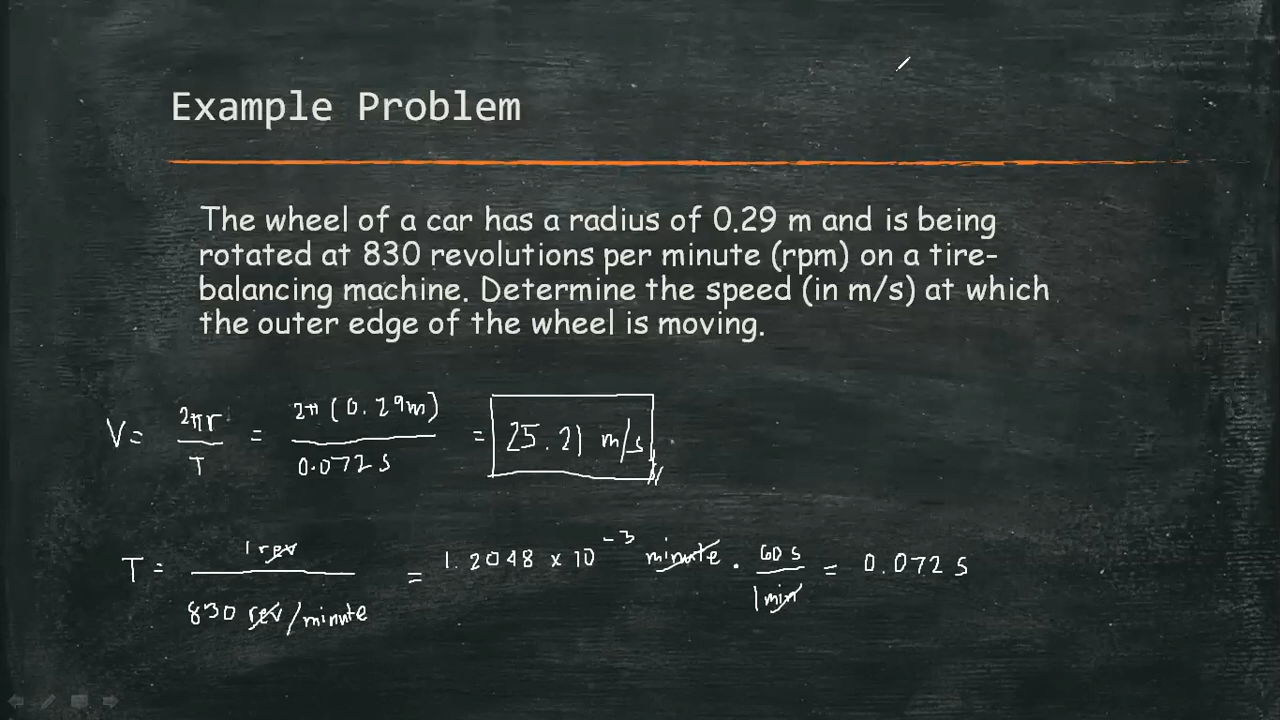 Example Problem
The wheel of a car has a radius of 0.29 m and is being
rotated at 830 revolutions per minute (rpm) on a tire-
balancing machine. Determine the speed (in m/s) at which
the outer edge of the wheel is moving.
V = 2πr / T = 2π (0.29m) / 0.072 s = 25.21 m/s
T = 1 rev / 830 rev/minute = 1.2048 x 10⁻³ minute · 60 s / 1 min = 0.072 s